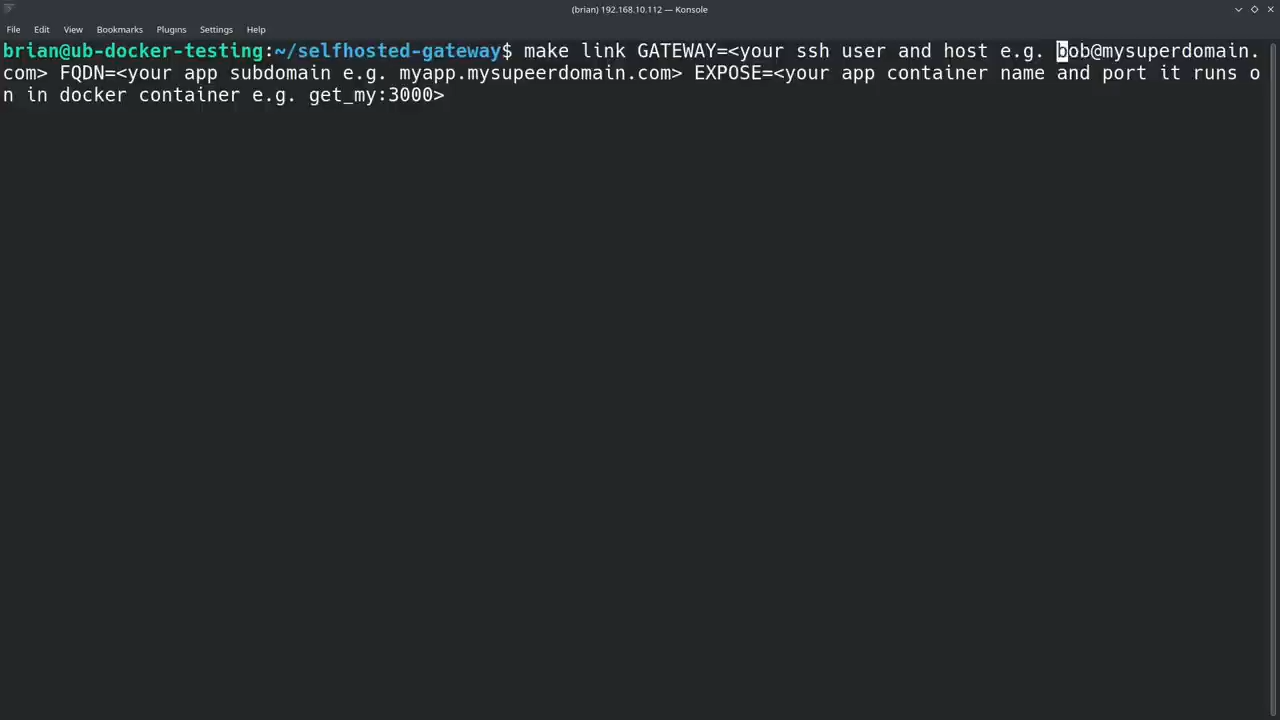 (brian) 192.168.10.112 — Konsole
File Edit View Bookmarks Plugins Settings Help
brian@ub-docker-testing:~/selfhosted-gateway$ make link GATEWAY=<your ssh user and host e.g. bob@mysuperdomain.
com> FQDN=<your app subdomain e.g. myapp.mysupeerdomain.com> EXPOSE=<your app container name and port it runs o
n in docker container e.g. get_my:3000>